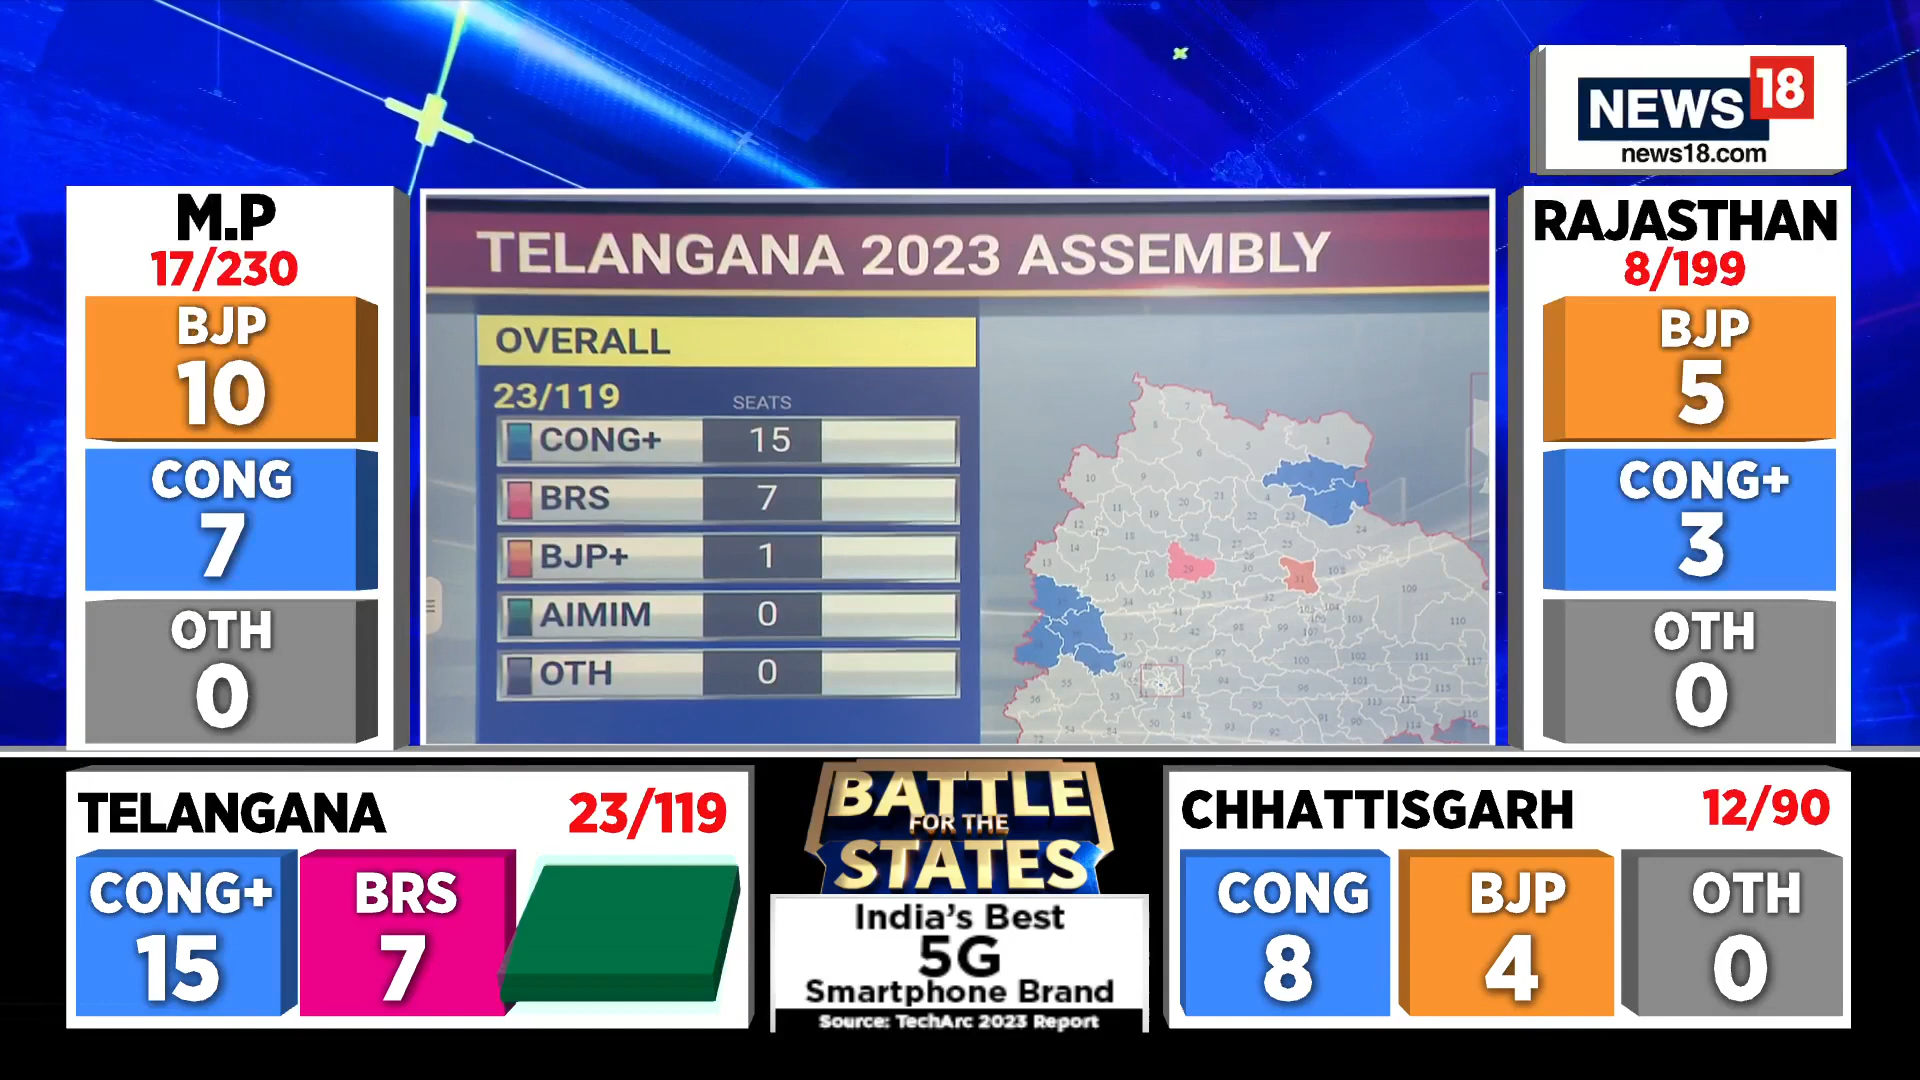 NEWS 18
news18.com
M.P
17/230
BJP
10
CONG
7
OTH
0
TELANGANA 2023 ASSEMBLY
OVERALL
23/119
SEATS
CONG+ 15
BRS 7
BJP+ 1
AIMIM 0
OTH 0
RAJASTHAN
8/199
BJP
5
CONG+
3
OTH
0
TELANGANA 23/119
CONG+
15
BRS
7
BATTLE
FOR THE
STATES
India's Best
5G
Smartphone Brand
Source: TechArc 2023 Report
CHHATTISGARH 12/90
CONG
8
BJP
4
OTH
0